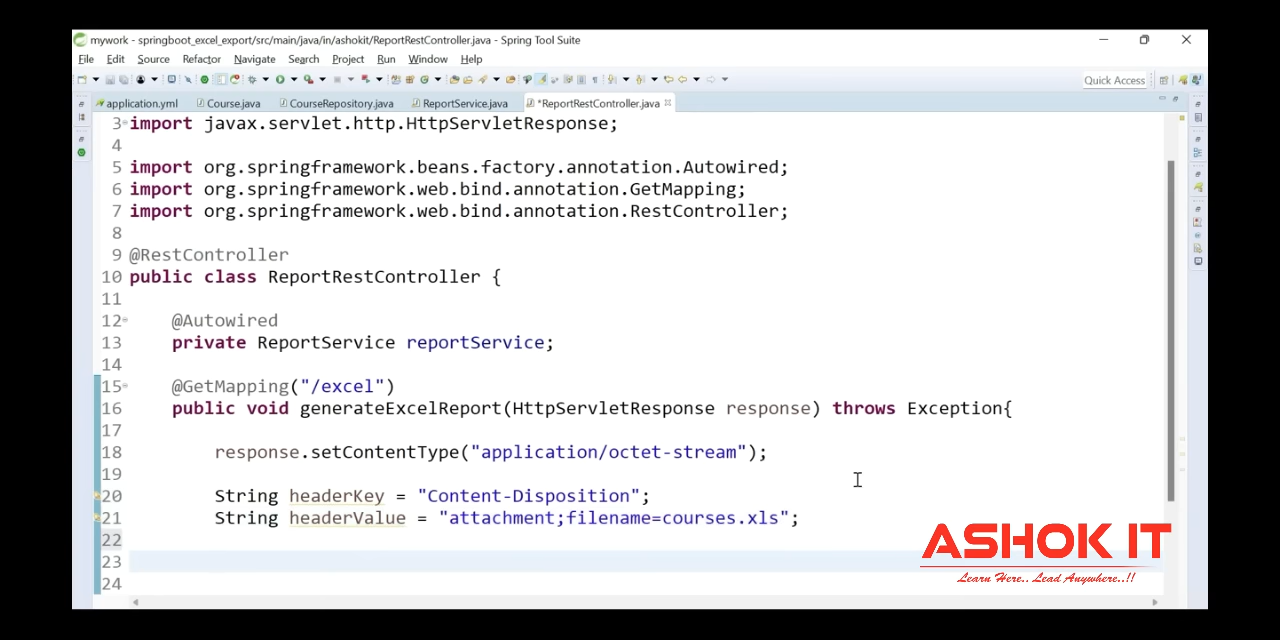 mywork - springboot_excel_export/src/main/java/in/ashokit/ReportRestController.java - Spring Tool Suite
File Edit Source Refactor Navigate Search Project Run Window Help
Quick Access
application.yml Course.java CourseRepository.java ReportService.java *ReportRestController.java
3 import javax.servlet.http.HttpServletResponse;
4
5 import org.springframework.beans.factory.annotation.Autowired;
6 import org.springframework.web.bind.annotation.GetMapping;
7 import org.springframework.web.bind.annotation.RestController;
8
9 @RestController
10 public class ReportRestController {
11
12 @Autowired
13 private ReportService reportService;
14
15 @GetMapping("/excel")
16 public void generateExcelReport(HttpServletResponse response) throws Exception{
17
18 response.setContentType("application/octet-stream");
19
20 String headerKey = "Content-Disposition";
21 String headerValue = "attachment;filename=courses.xls";
22
23
24
ASHOK IT
Learn Here.. Lead Anywhere..!!